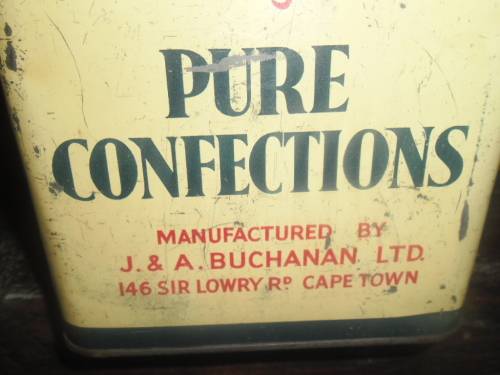 PURE
CONFECTIONS
MANUFACTURED BY
J. & A. BUCHANAN LTD.
146 SIR LOWRY RD CAPE TOWN